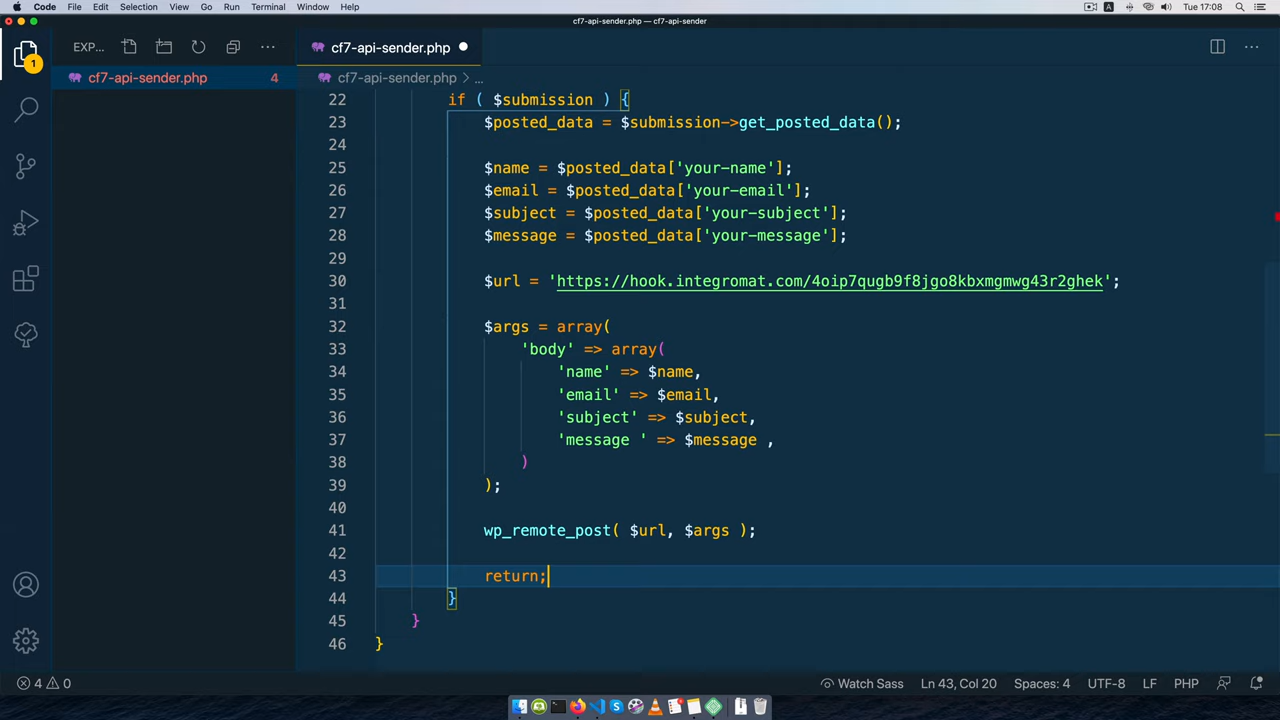 Code File Edit Selection View Go Run Terminal Window Help A Tue 17:08
cf7-api-sender.php — cf7-api-sender
EXP... cf7-api-sender.php
1
cf7-api-sender.php 4 cf7-api-sender.php ...
22 if ( $submission ) {
23 $posted_data = $submission->get_posted_data();
24
25 $name = $posted_data['your-name'];
26 $email = $posted_data['your-email'];
27 $subject = $posted_data['your-subject'];
28 $message = $posted_data['your-message'];
29
30 $url = 'https://hook.integromat.com/4oip7qugb9f8jgo8kbxmgmwg43r2ghek';
31
32 $args = array(
33 'body' => array(
34 'name' => $name,
35 'email' => $email,
36 'subject' => $subject,
37 'message ' => $message ,
38 )
39 );
40
41 wp_remote_post( $url, $args );
42
43 return;
44 }
45 }
46 }
4 0 Watch Sass Ln 43, Col 20 Spaces: 4 UTF-8 LF PHP